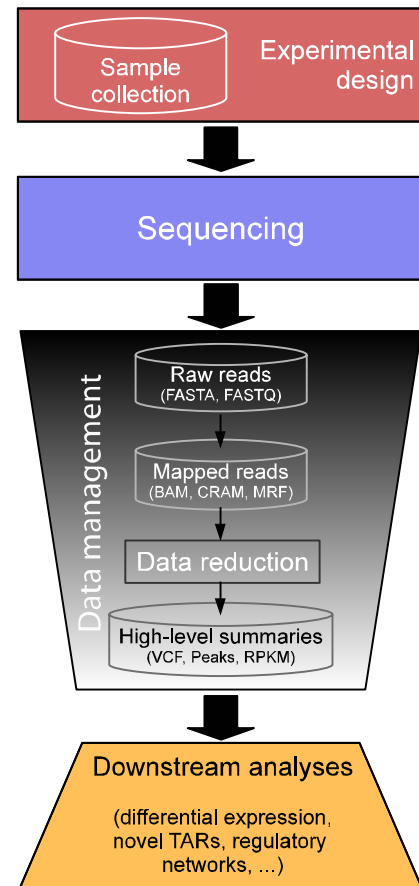 Sample
collection
Experimental
design
Sequencing
Data management
Raw reads
(FASTA, FASTQ)
Mapped reads
(BAM, CRAM, MRF)
Data reduction
High-level summaries
(VCF, Peaks, RPKM)
Downstream analyses
(differential expression,
novel TARs, regulatory
networks, ...)